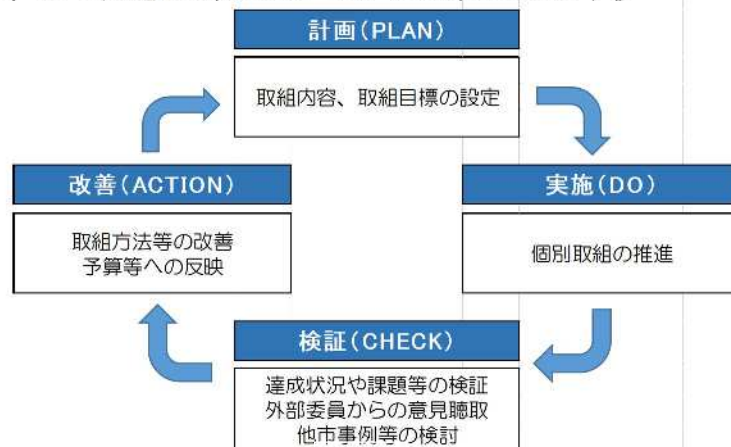 計画(PLAN)
取組内容、取組目標の設定
実施(DO)
個別取組の推進
検証(CHECK)
達成状況や課題等の検証
外部委員からの意見聴取
他市事例等の検討
改善(ACTION)
取組方法等の改善
予算等への反映